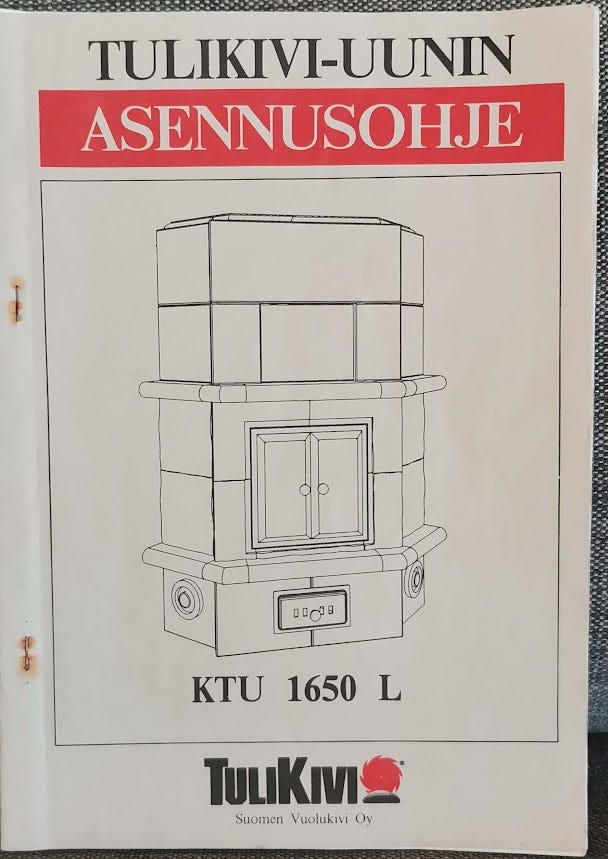 TULIKIVI-UUNIN
ASENNUSOHJE
KTU 1650 L
TULIKIVI
Suomen Vuolukivi Oy